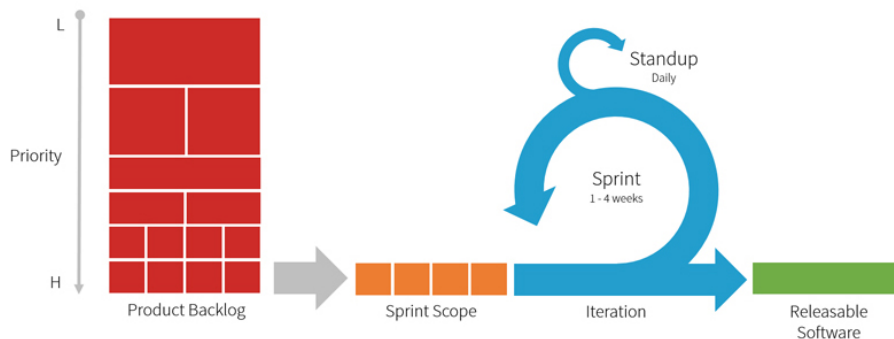 L
Priority
H
Product Backlog
Sprint Scope
Standup
Daily
Sprint
1 - 4 weeks
Iteration
Releasable
Software